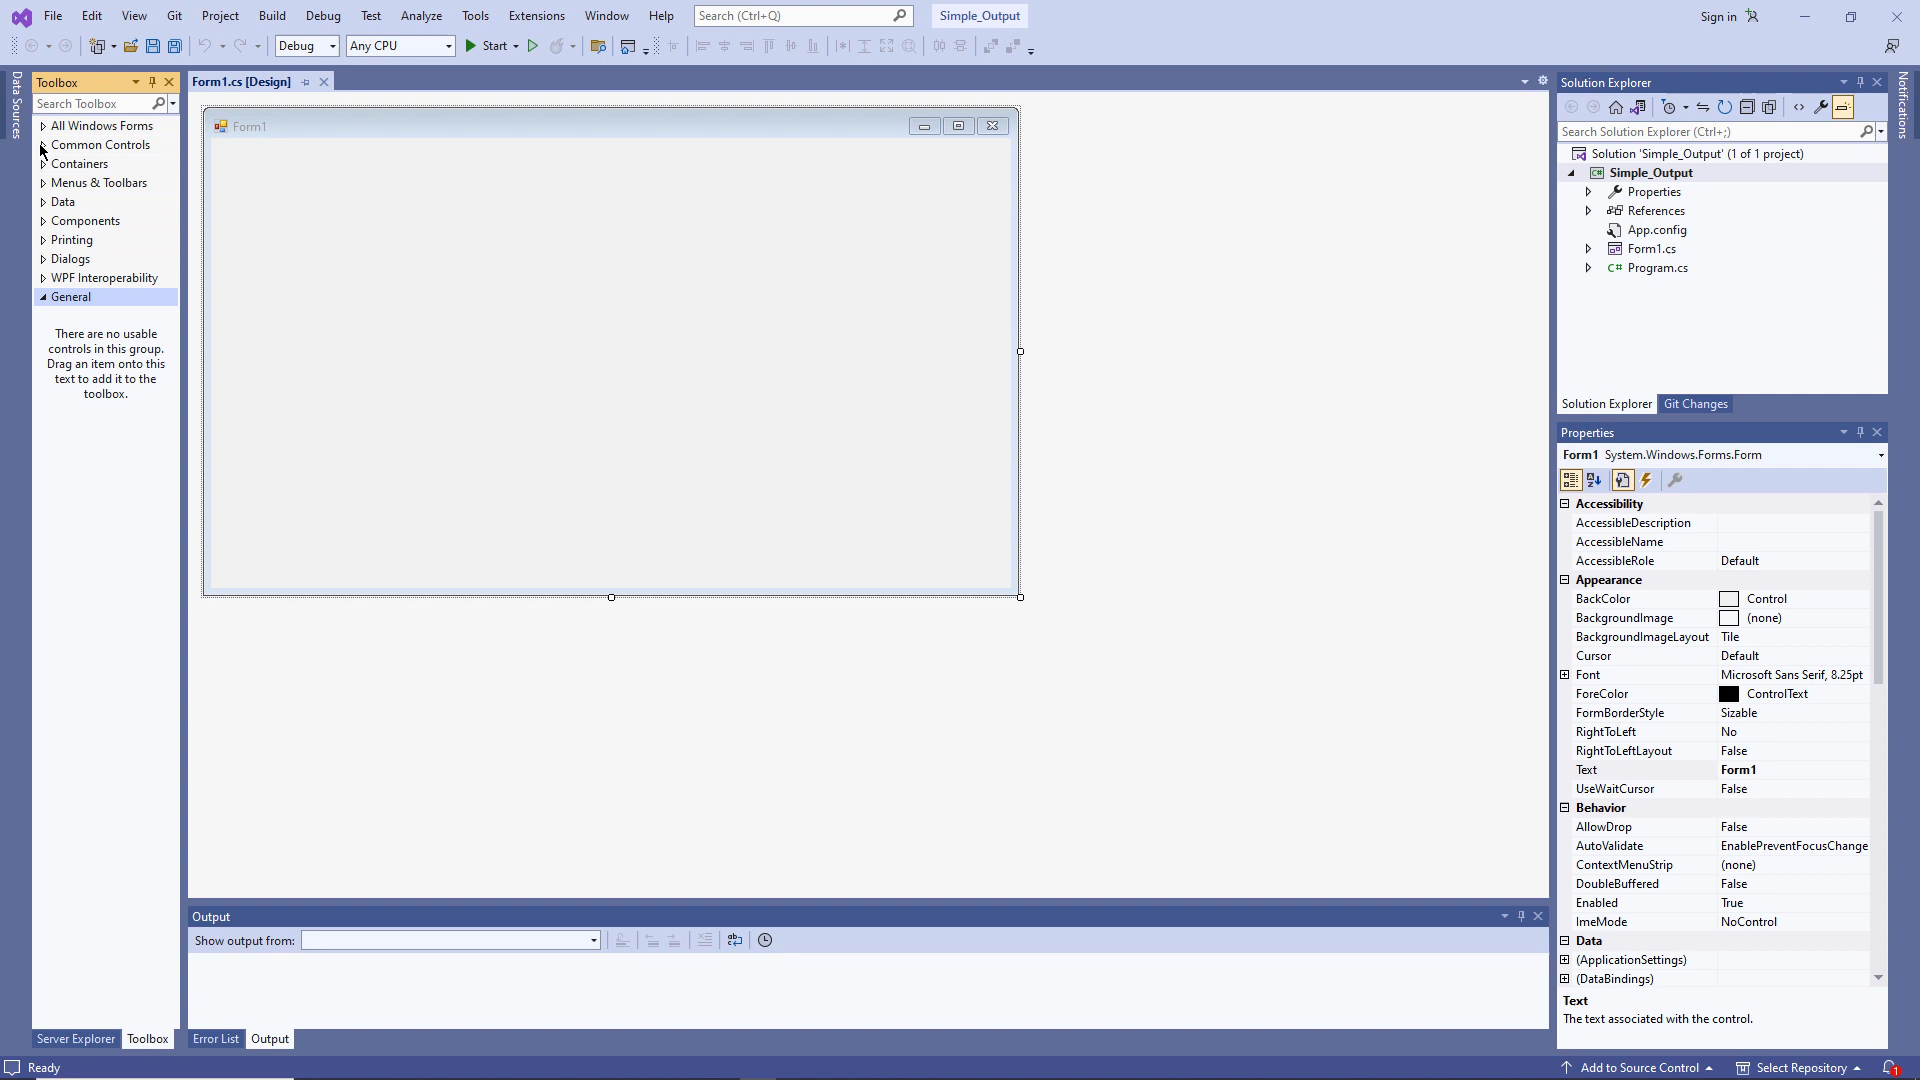 File Edit View Git Project Build Debug Test Analyze Tools Extensions Window Help Search (Ctrl+Q) Simple_Output Sign in
Debug Any CPU Start
Data Sources
Toolbox
Search Toolbox
All Windows Forms
Common Controls
Containers
Menus & Toolbars
Data
Components
Printing
Dialogs
WPF Interoperability
General
There are no usable
controls in this group.
Drag an item onto this
text to add it to the
toolbox.
Server Explorer Toolbox
Form1.cs [Design]
Form1
Output
Show output from:
Error List Output
Solution Explorer
Search Solution Explorer (Ctrl+;)
Solution 'Simple_Output' (1 of 1 project)
C# Simple_Output
Properties
References
App.config
Form1.cs
C# Program.cs
Solution Explorer Git Changes
Properties
Form1 System.Windows.Forms.Form
Accessibility
AccessibleDescription
AccessibleName
AccessibleRole Default
Appearance
BackColor Control
BackgroundImage (none)
BackgroundImageLayout Tile
Cursor Default
Font Microsoft Sans Serif, 8.25pt
ForeColor ControlText
FormBorderStyle Sizable
RightToLeft No
RightToLeftLayout False
Text Form1
UseWaitCursor False
Behavior
AllowDrop False
AutoValidate EnablePreventFocusChange
ContextMenuStrip (none)
DoubleBuffered False
Enabled True
ImeMode NoControl
Data
(ApplicationSettings)
(DataBindings)
Text
The text associated with the control.
Notifications
Ready Add to Source Control Select Repository 1